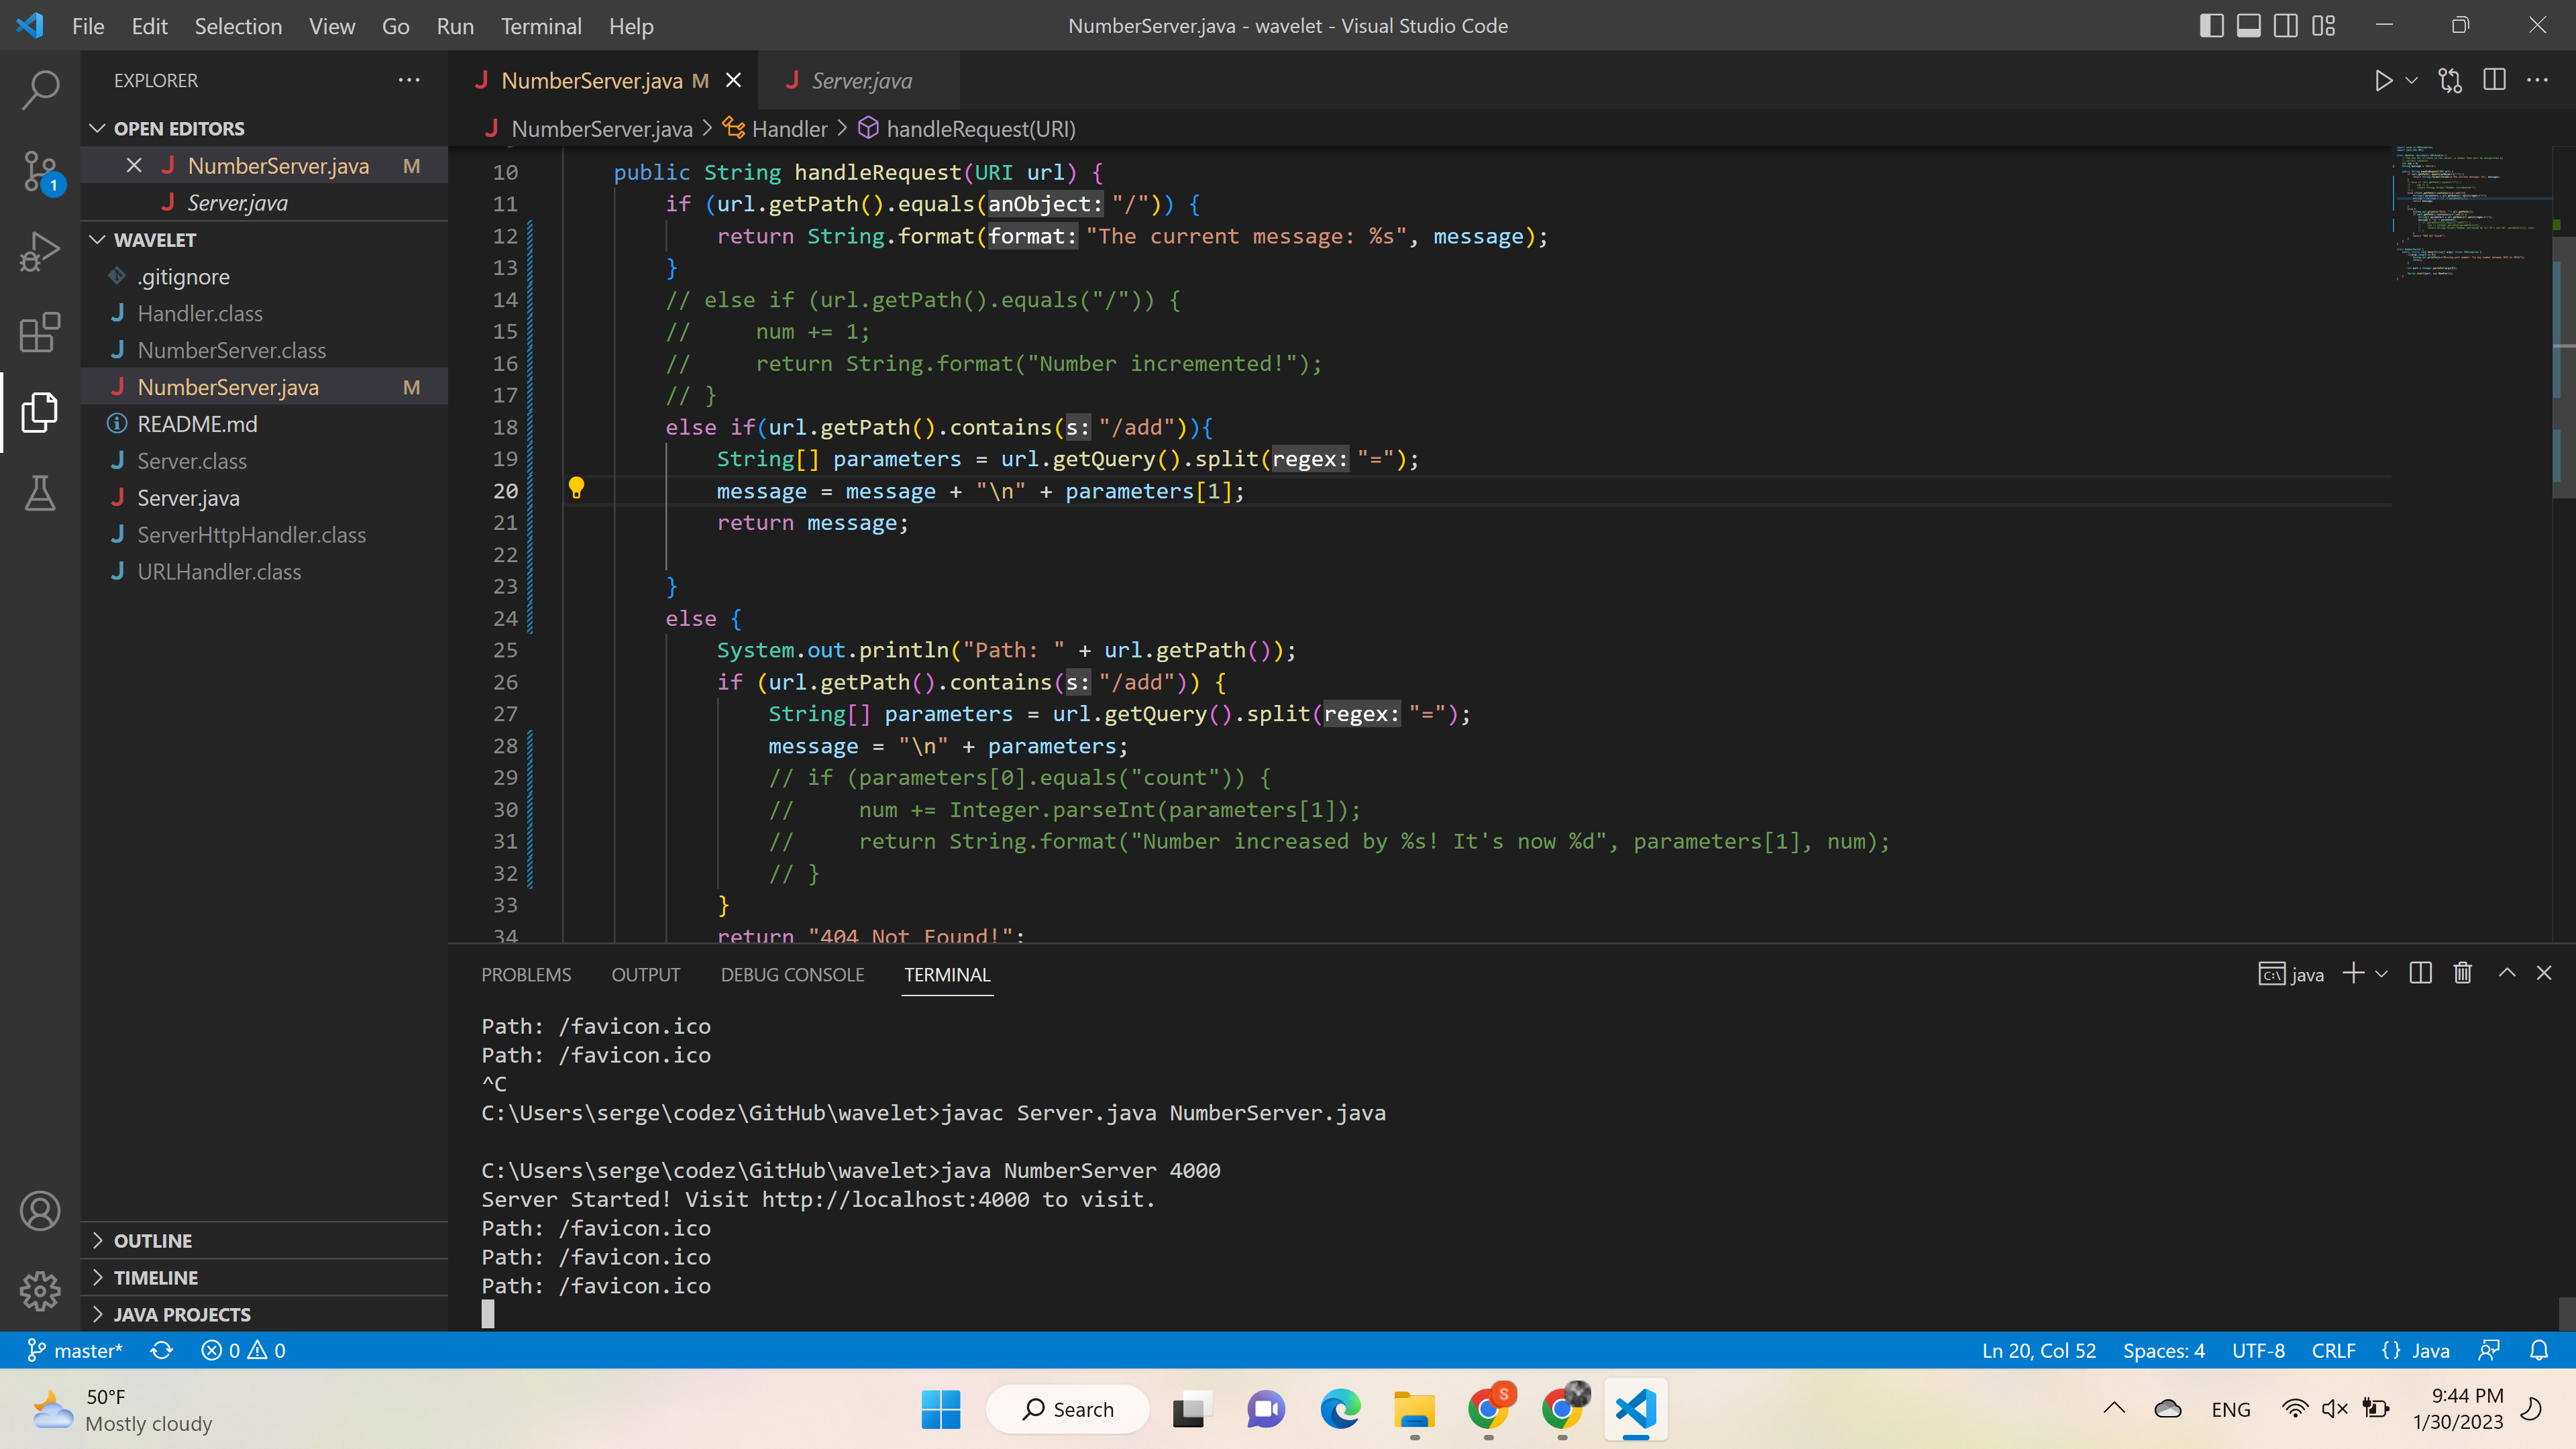 File Edit Selection View Go Run Terminal Help
NumberServer.java - wavelet - Visual Studio Code
EXPLORER
NumberServer.java M
Server.java
OPEN EDITORS
NumberServer.java > Handler > handleRequest(URI)
NumberServer.java M
Server.java
1
WAVELET
.gitignore
Handler.class
NumberServer.class
NumberServer.java M
README.md
Server.class
Server.java
ServerHttpHandler.class
URLHandler.class
OUTLINE
TIMELINE
JAVA PROJECTS
10 public String handleRequest(URI url) {
11 if (url.getPath().equals(anObject: "/")) {
12 return String.format(format: "The current message: %s", message);
13 }
14 // else if (url.getPath().equals("/")) {
15 // num += 1;
16 // return String.format("Number incremented!");
17 // }
18 else if(url.getPath().contains(s: "/add")){
19 String[] parameters = url.getQuery().split(regex: "=");
20 message = message + "\n" + parameters[1];
21 return message;
22
23 }
24 else {
25 System.out.println("Path: " + url.getPath());
26 if (url.getPath().contains(s: "/add")) {
27 String[] parameters = url.getQuery().split(regex: "=");
28 message = "\n" + parameters;
29 // if (parameters[0].equals("count")) {
30 // num += Integer.parseInt(parameters[1]);
31 // return String.format("Number increased by %s! It's now %d", parameters[1], num);
32 // }
33 }
34 return "404 Not Found!";
PROBLEMS OUTPUT DEBUG CONSOLE TERMINAL
java
Path: /favicon.ico
Path: /favicon.ico
^C
C:\Users\serge\codez\GitHub\wavelet>javac Server.java NumberServer.java
C:\Users\serge\codez\GitHub\wavelet>java NumberServer 4000
Server Started! Visit http://localhost:4000 to visit.
Path: /favicon.ico
Path: /favicon.ico
Path: /favicon.ico
master* 0 0
Ln 20, Col 52 Spaces: 4 UTF-8 CRLF {} Java
50°F
Mostly cloudy
Search
S
ENG
9:44 PM
1/30/2023